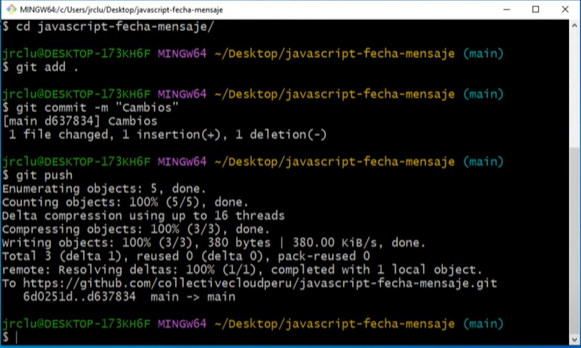 MINGW64:/c/Users/jrclu/Desktop/javascript-fecha-mensaje
$ cd javascript-fecha-mensaje/
jrclu@DESKTOP-173KH6F MINGW64 ~/Desktop/javascript-fecha-mensaje (main)
$ git add .
jrclu@DESKTOP-173KH6F MINGW64 ~/Desktop/javascript-fecha-mensaje (main)
$ git commit -m "Cambios"
[main d637834] Cambios
1 file changed, 1 insertion(+), 1 deletion(-)
jrclu@DESKTOP-173KH6F MINGW64 ~/Desktop/javascript-fecha-mensaje (main)
$ git push
Enumerating objects: 5, done.
Counting objects: 100% (5/5), done.
Delta compression using up to 16 threads
Compressing objects: 100% (3/3), done.
Writing objects: 100% (3/3), 380 bytes | 380.00 KiB/s, done.
Total 3 (delta 1), reused 0 (delta 0), pack-reused 0
remote: Resolving deltas: 100% (1/1), completed with 1 local object.
To https://github.com/collectivecloudperu/javascript-fecha-mensaje.git
6d0251d..d637834  main -> main
jrclu@DESKTOP-173KH6F MINGW64 ~/Desktop/javascript-fecha-mensaje (main)
$